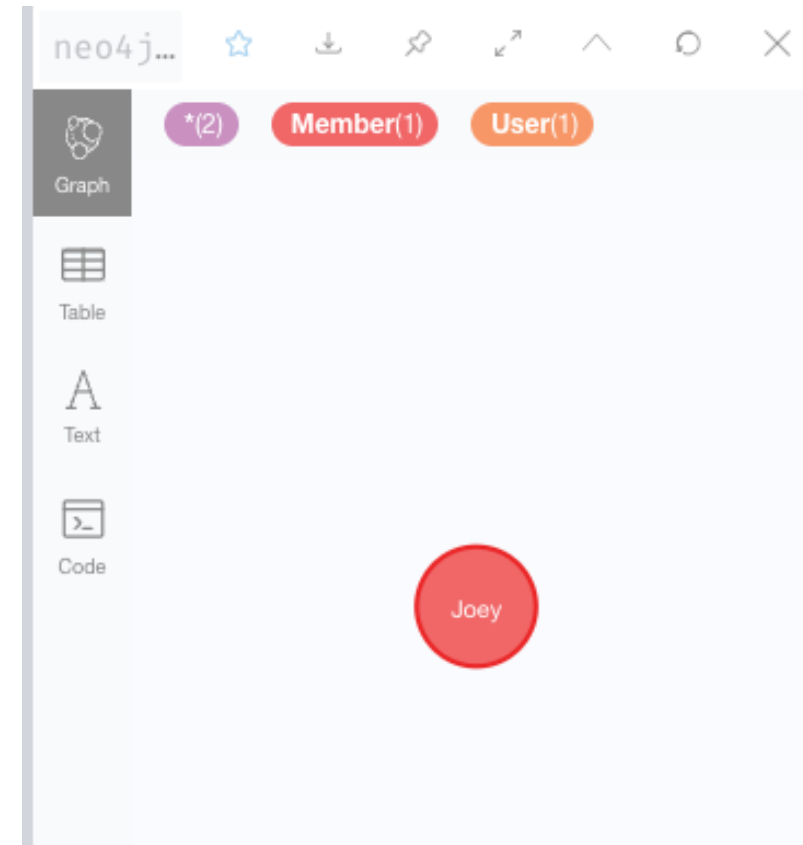 neo4j…
*(2) Member(1) User(1)
Graph
Table
Text
Code
Joey